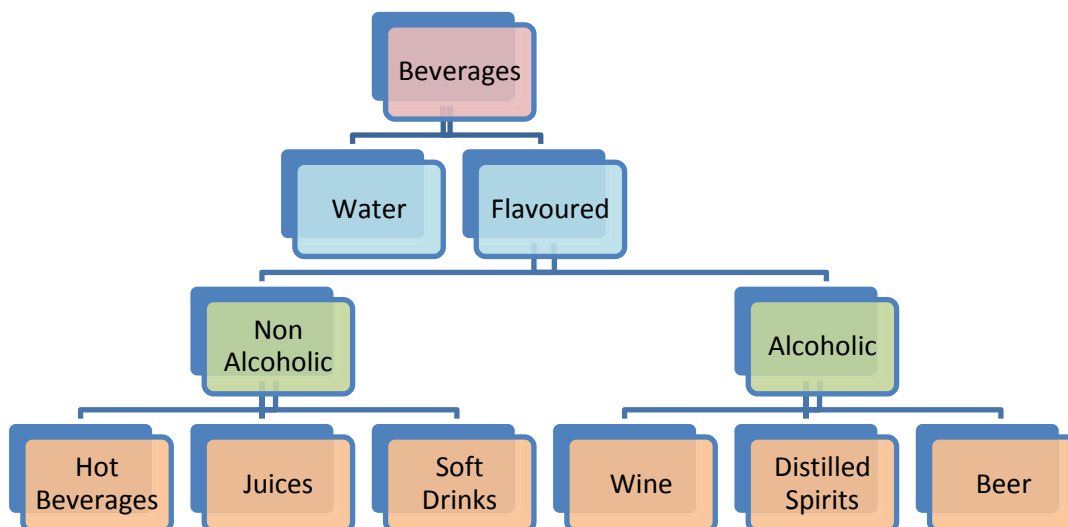 Beverages
Water
Flavoured
Non
Alcoholic
Alcoholic
Hot
Beverages
Juices
Soft
Drinks
Wine
Distilled
Spirits
Beer